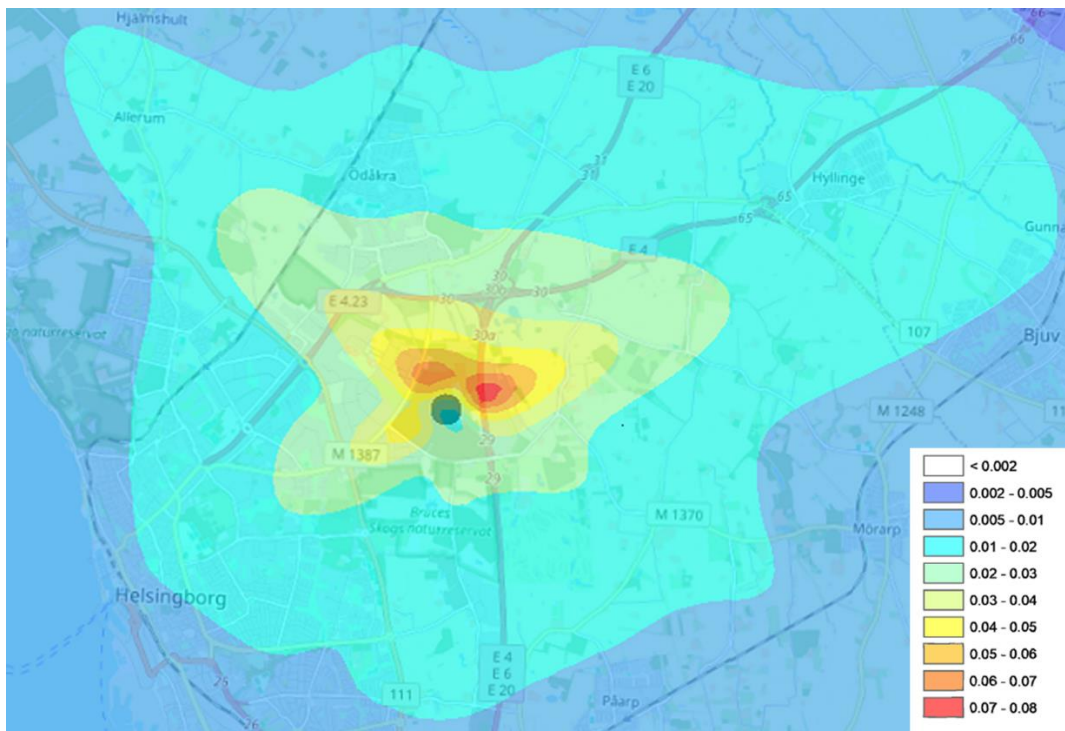 Hjälmshult
66
66
E 6
E 20
Allerum
31
31
Ödåkra
Hyllinge
65
65
Gunna
E 4
30
30b
30
30
E 4.23
30a
107
Bjuv
naturreservat
M 1248
11
29
M 1387
29
Bruces
Skogs naturreservat
M 1370
Mörarp
Helsingborg
E 4
E 6
E 20
25
111
26
Påarp
< 0.002
0.002 - 0.005
0.005 - 0.01
0.01 - 0.02
0.02 - 0.03
0.03 - 0.04
0.04 - 0.05
0.05 - 0.06
0.06 - 0.07
0.07 - 0.08